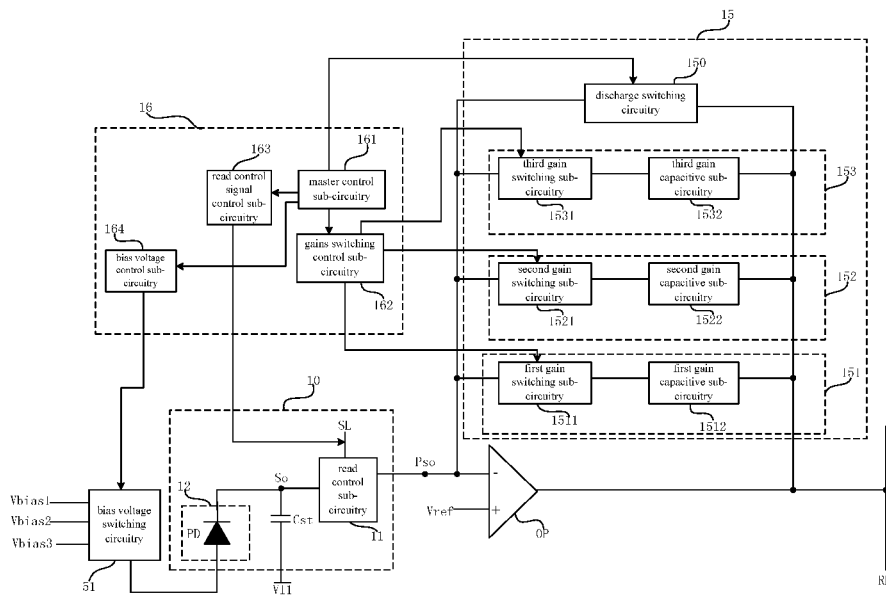 15
150
discharge switching
circuitry
16
163
161
read control
signal
control sub-
circuitry
master control
sub-circuitry
third gain
switching sub-
circuitry
1531
third gain
capacitive sub-
circuitry
1532
153
164
bias voltage
control sub-
circuitry
gains switching
control sub-
circuitry
162
second gain
switching sub-
circuitry
1521
second gain
capacitive sub-
circuitry
1522
152
first gain
switching sub-
circuitry
1511
first gain
capacitive sub-
circuitry
1512
151
10
SL
read
control
sub-
circuitry
11
Pso
-
+
Vref
OP
So
Cst
12
PD
Vbias1
Vbias2
Vbias3
bias voltage
switching
circuitry
51